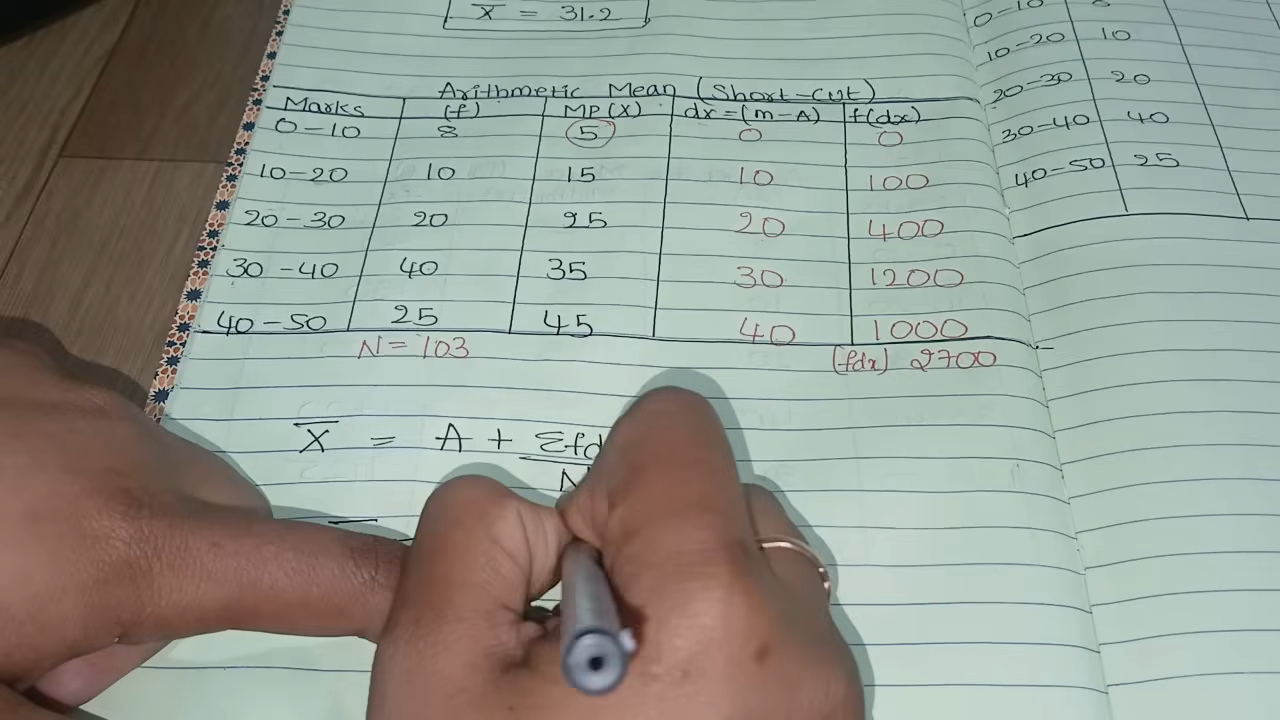 X̅ = 31.2
Arithmetic Mean (Short-cut)
Marks (f) MP(X) dx=(m-A) f(dx)
0-10 8 5 0 0
10-20 10 15 10 100
20-30 20 25 20 400
30-40 40 35 30 1200
40-50 25 45 40 1000
N = 103 (fdx) 2700
X̅ = A + Σfd
N
0-10
10-20 10
20-30 20
30-40 40
40-50 25